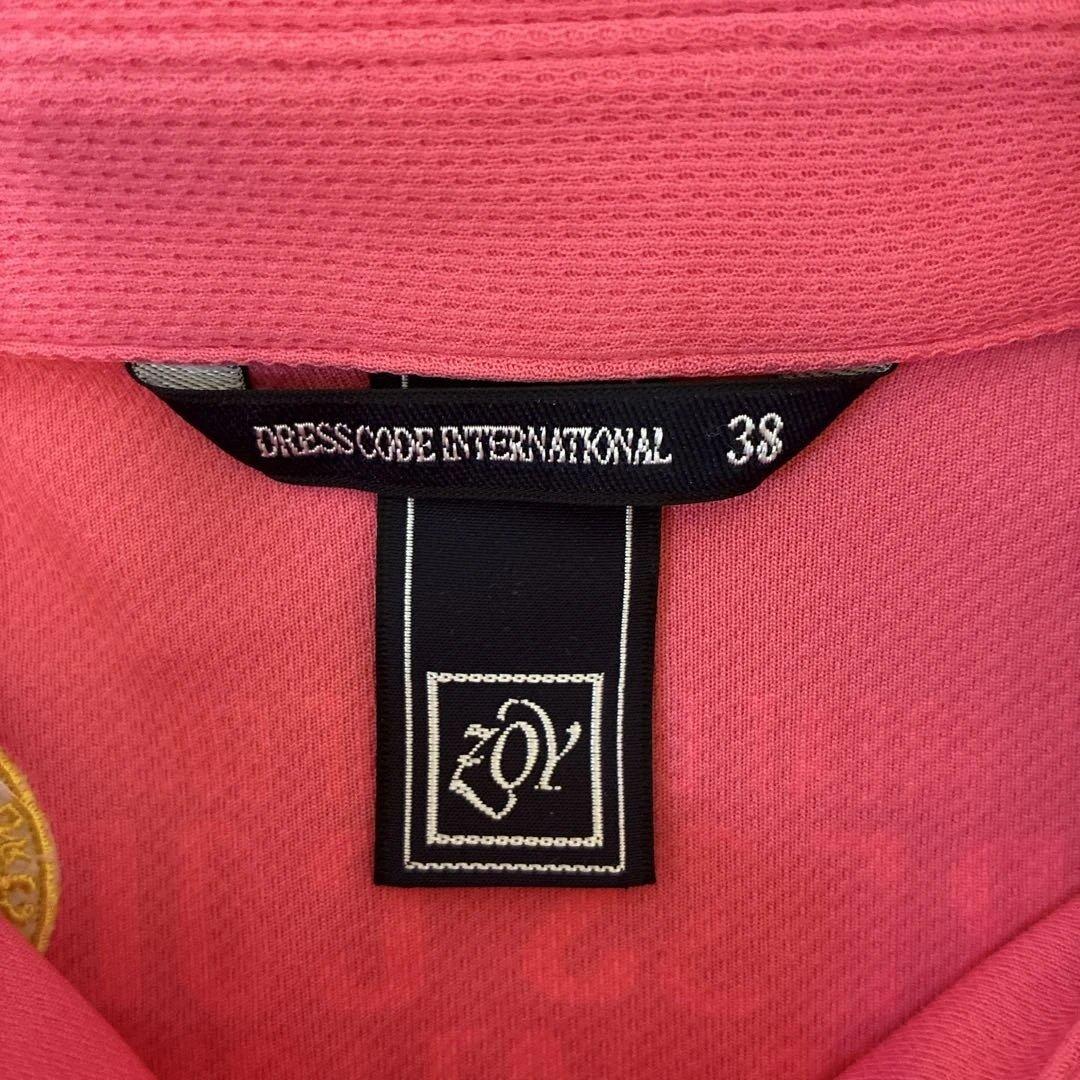 DRESS CODE INTERNATIONAL 38
ZOY